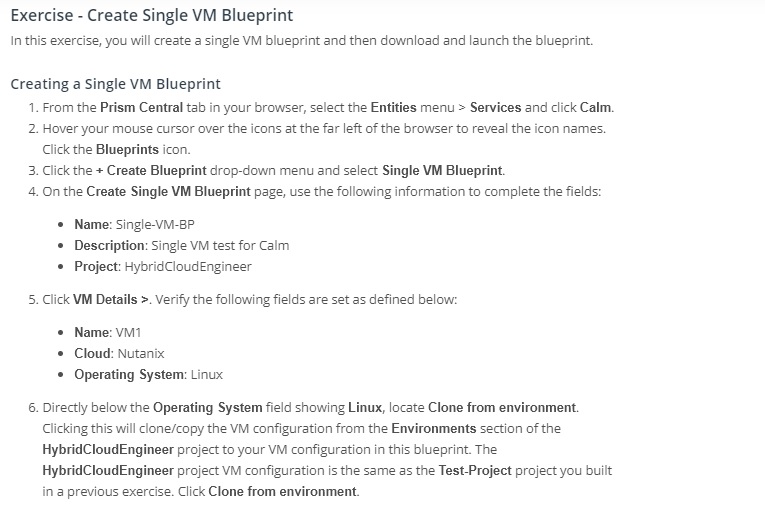 Exercise - Create Single VM Blueprint
In this exercise, you will create a single VM blueprint and then download and launch the blueprint.
Creating a Single VM Blueprint
1. From the Prism Central tab in your browser, select the Entities menu > Services and click Calm.
2. Hover your mouse cursor over the icons at the far left of the browser to reveal the icon names.
Click the Blueprints icon.
3. Click the + Create Blueprint drop-down menu and select Single VM Blueprint.
4. On the Create Single VM Blueprint page, use the following information to complete the fields:
• Name: Single-VM-BP
• Description: Single VM test for Calm
• Project: HybridCloudEngineer
5. Click VM Details >. Verify the following fields are set as defined below:
• Name: VM1
• Cloud: Nutanix
• Operating System: Linux
6. Directly below the Operating System field showing Linux, locate Clone from environment.
Clicking this will clone/copy the VM configuration from the Environments section of the
HybridCloudEngineer project to your VM configuration in this blueprint. The
HybridCloudEngineer project VM configuration is the same as the Test-Project project you built
in a previous exercise. Click Clone from environment.